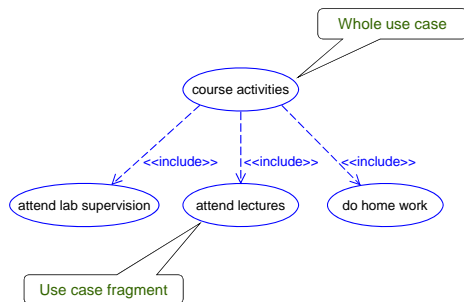 Whole use case
course activities
<<include>> <<include>> <<include>>
attend lab supervision attend lectures do home work
Use case fragment